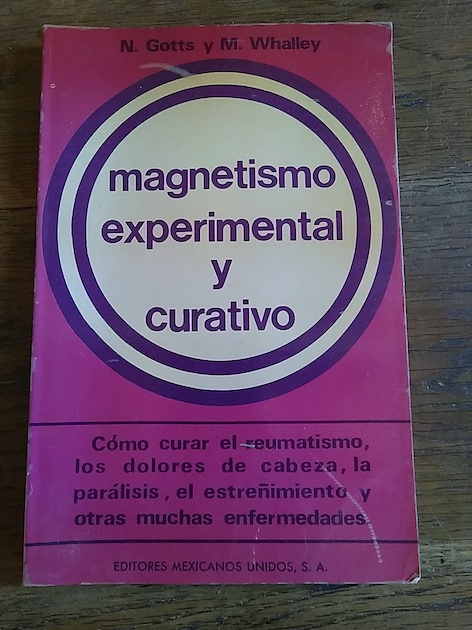 N. Gotts y M. Whalley
magnetismo
experimental
y
curativo
Cómo curar el reumatismo,
los dolores de cabeza, la
parálisis, el estreñimiento y
otras muchas enfermedades.
EDITORES MEXICANOS UNIDOS, S. A.